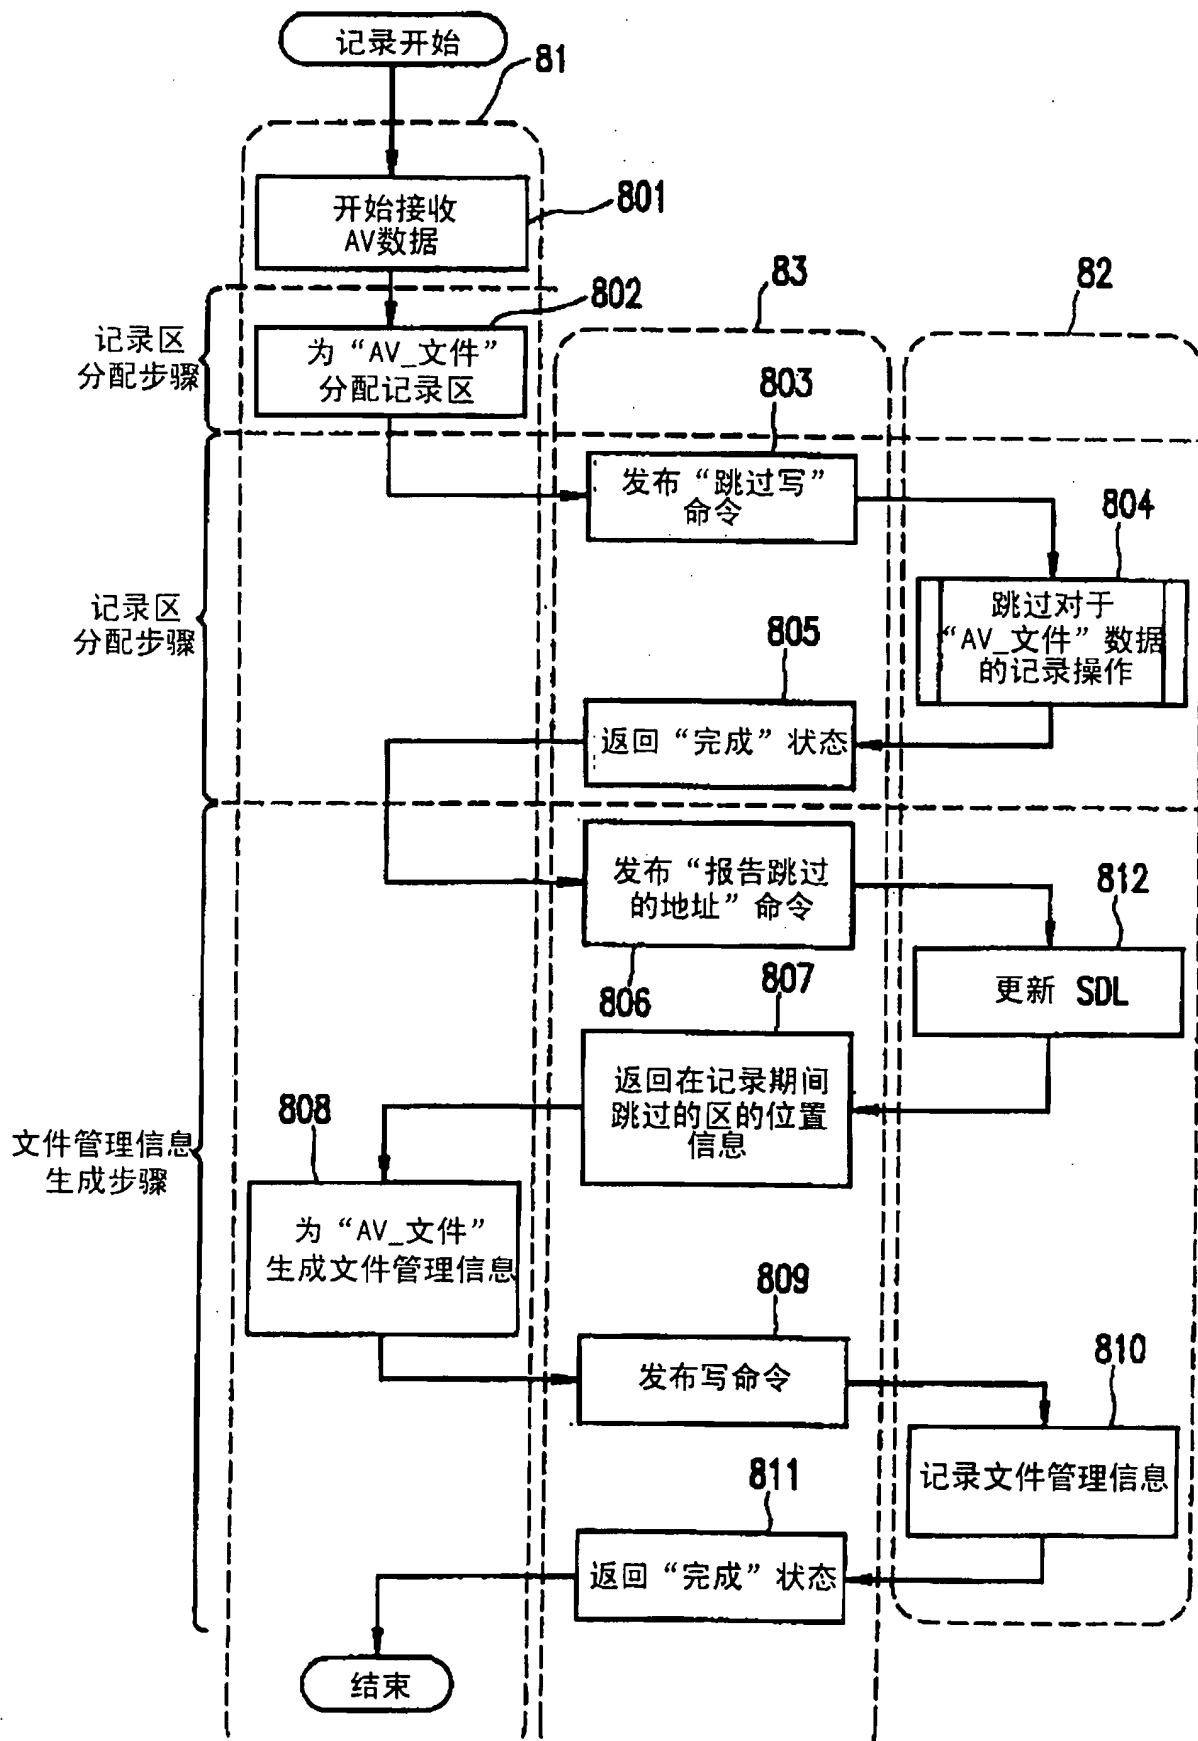 记录开始
81
801
开始接收
AV数据
83
82
802
记录区
分配步骤
为“AV_文件”
分配记录区
803
发布“跳过写”
命令
804
记录区
分配步骤
跳过对于
“AV_文件”数据
的记录操作
805
返回“完成”状态
发布“报告跳过
的地址”命令
812
806
807
更新 SDL
返回在记录期间
跳过的区的位置
信息
808
文件管理信息
生成步骤
为“AV_文件”
生成文件管理信息
809
发布写命令
810
记录文件管理信息
811
返回“完成”状态
结束